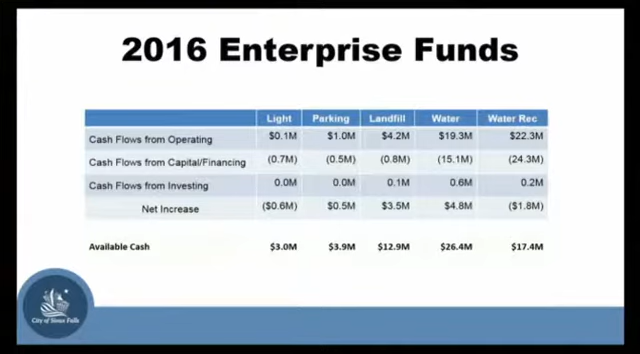 2016 Enterprise Funds
Light Parking Landfill Water Water Rec
Cash Flows from Operating $0.1M $1.0M $4.2M $19.3M $22.3M
Cash Flows from Capital/Financing (0.7M) (0.5M) (0.8M) (15.1M) (24.3M)
Cash Flows from Investing 0.0M 0.0M 0.1M 0.6M 0.2M
Net Increase ($0.6M) $0.5M $3.5M $4.8M ($1.8M)
Available Cash $3.0M $3.9M $12.9M $26.4M $17.4M
City of Sioux Falls